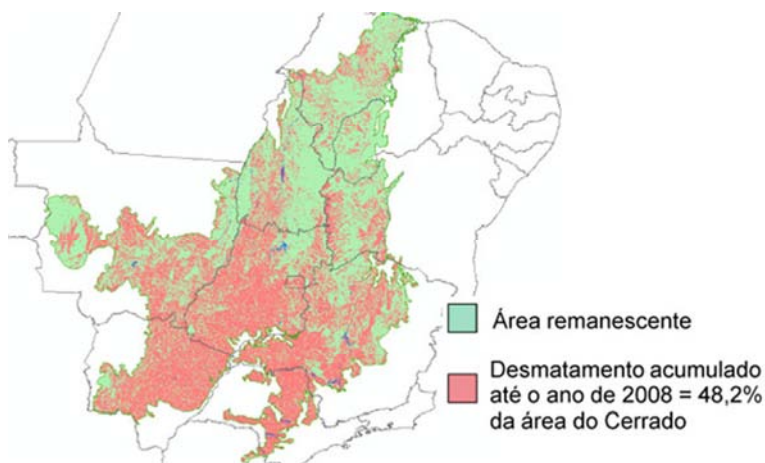 Área remanescente
Desmatamento acumulado
até o ano de 2008 = 48,2%
da área do Cerrado